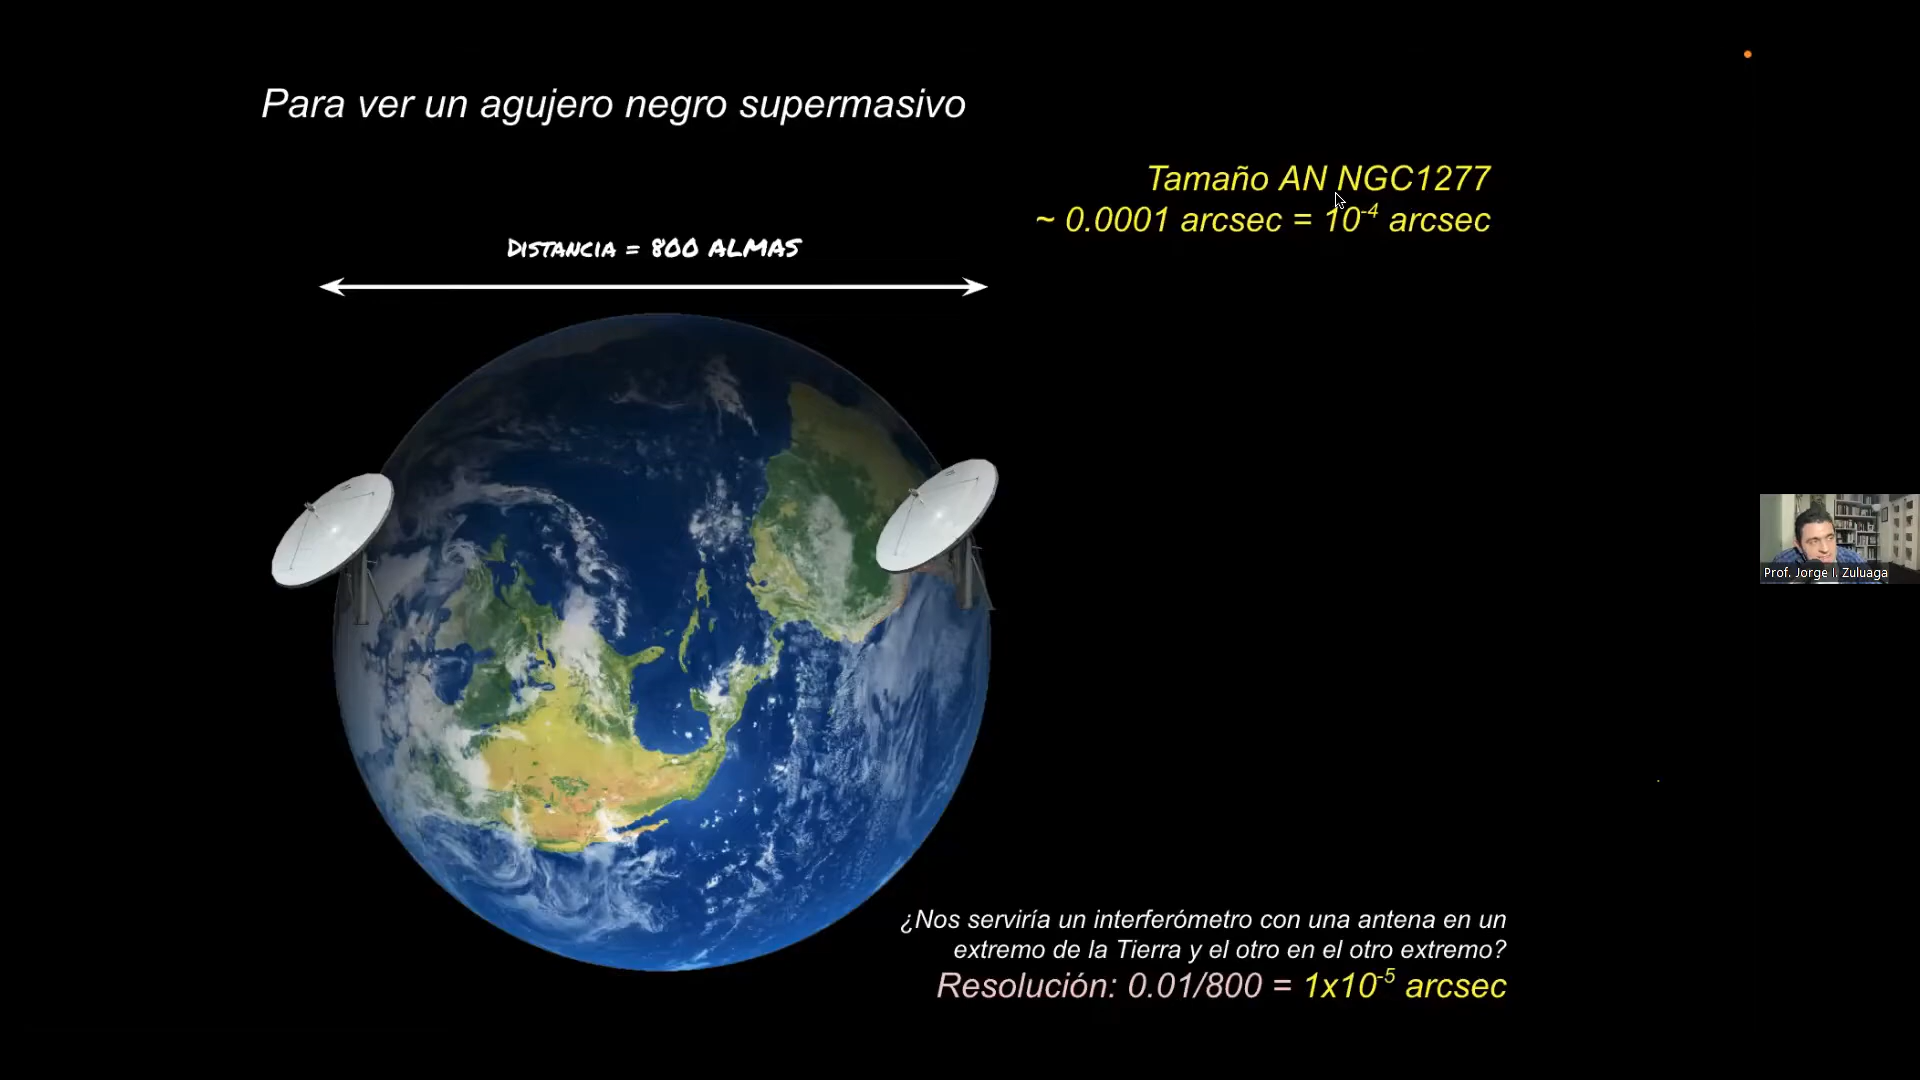 Para ver un agujero negro supermasivo
Tamaño AN NGC1277
~ 0.0001 arcsec = 10⁻⁴ arcsec
Distancia = 800 ALMAS
Prof. Jorge I. Zuluaga
¿Nos serviría un interferómetro con una antena en un
extremo de la Tierra y el otro en el otro extremo?
Resolución: 0.01/800 = 1x10⁻⁵ arcsec